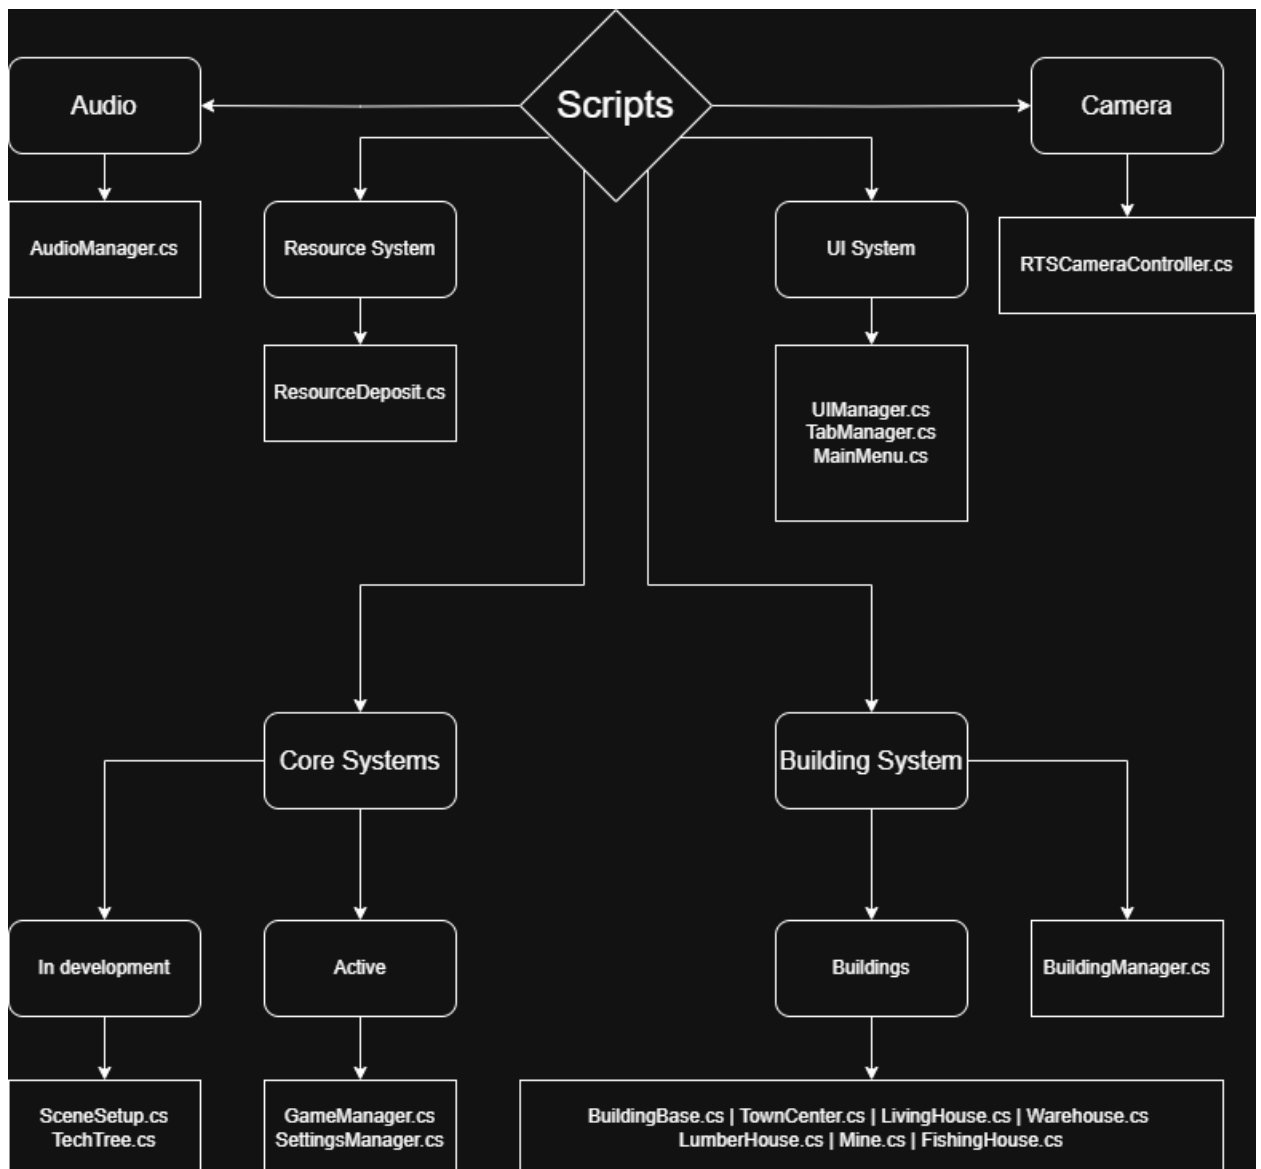 Scripts
Audio
Camera
AudioManager.cs
Resource System
UI System
RTSCameraController.cs
ResourceDeposit.cs
UIManager.cs
TabManager.cs
MainMenu.cs
Core Systems
Building System
In development
Active
Buildings
BuildingManager.cs
SceneSetup.cs
TechTree.cs
GameManager.cs
SettingsManager.cs
BuildingBase.cs | TownCenter.cs | LivingHouse.cs | Warehouse.cs
LumberHouse.cs | Mine.cs | FishingHouse.cs